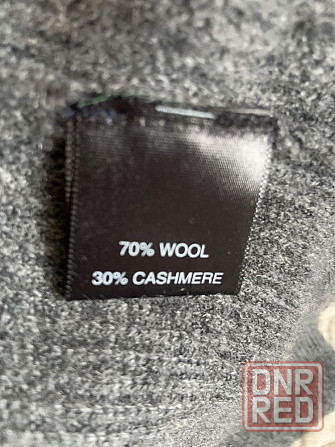 70% WOOL
30% CASHMERE
DNR
RED